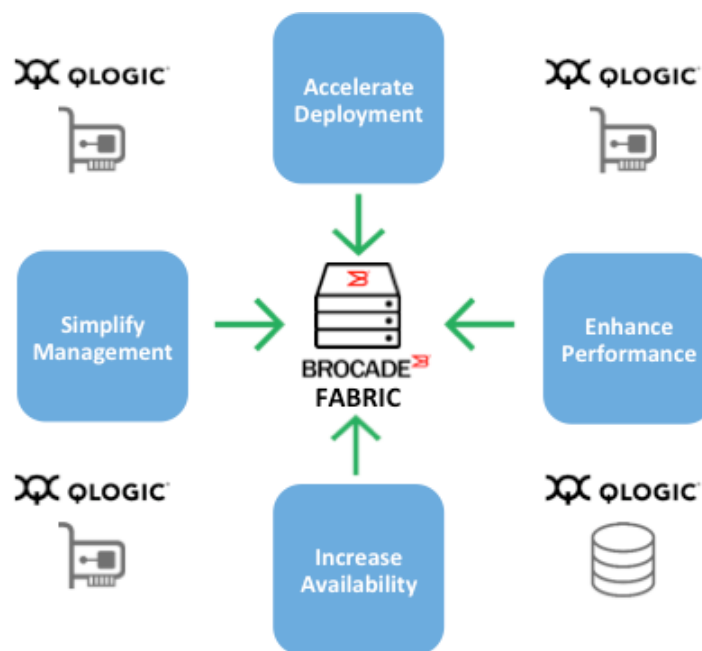 QLOGIC
Accelerate
Deployment
QLOGIC
Simplify
Management
BROCADE
FABRIC
Enhance
Performance
QLOGIC
Increase
Availability
QLOGIC